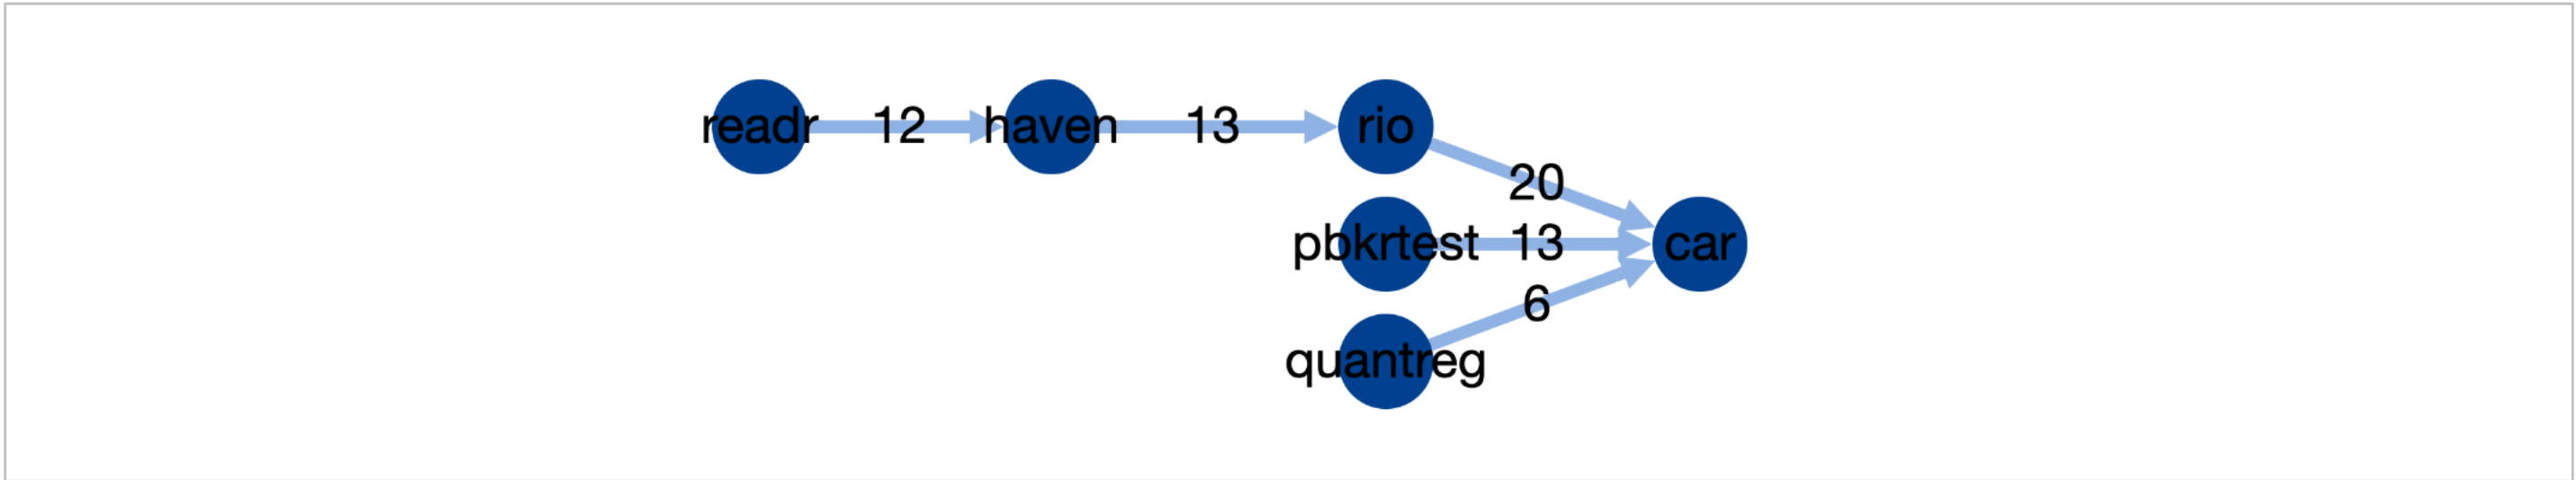 readr 12 haven 13 rio
20
pbkrtest 13 car
6
quantreg